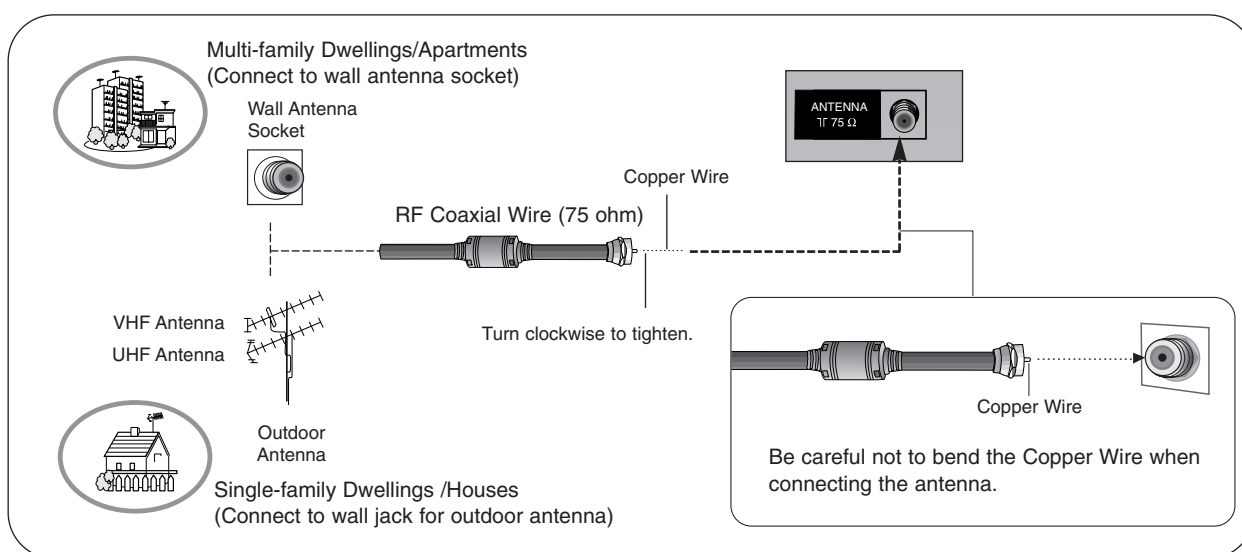 Multi-family Dwellings/Apartments
(Connect to wall antenna socket)
Wall Antenna
Socket
ANTENNA
75 Ω
Copper Wire
RF Coaxial Wire (75 ohm)
VHF Antenna
UHF Antenna
Turn clockwise to tighten.
Copper Wire
Outdoor
Antenna
Be careful not to bend the Copper Wire when
connecting the antenna.
Single-family Dwellings /Houses
(Connect to wall jack for outdoor antenna)